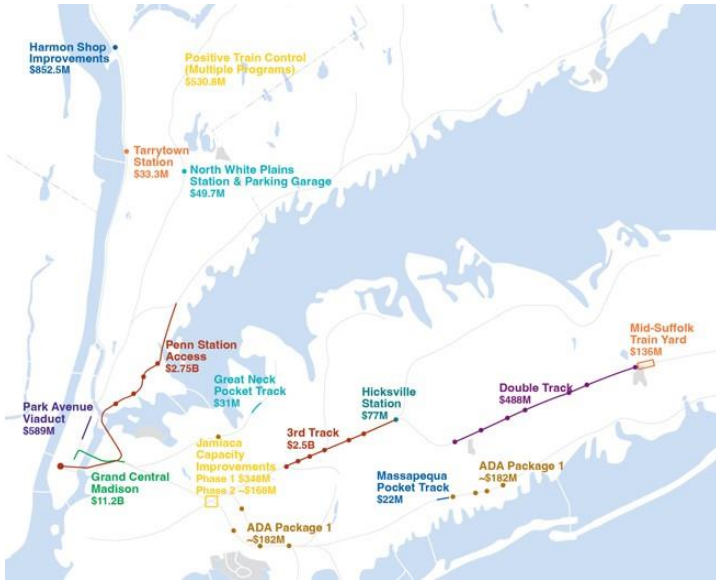 Harmon Shop
Improvements
$852.5M
Positive Train Control
(Multiple Programs)
$530.8M
Tarrytown
Station
$33.3M
North White Plains
Station & Parking Garage
$49.7M
Penn Station
Access
$2.75B
Great Neck
Pocket Track
$31M
Mid-Suffolk
Train Yard
$136M
Park Avenue
Viaduct
$589M
Hicksville
Station
$77M
Double Track
$488M
Jamiaca
Capacity
Improvements
Phase 1 $348M
Phase 2 ~$168M
3rd Track
$2.5B
Grand Central
Madison
$11.2B
Massapequa
Pocket Track
$22M
ADA Package 1
~$182M
ADA Package 1
~$182M